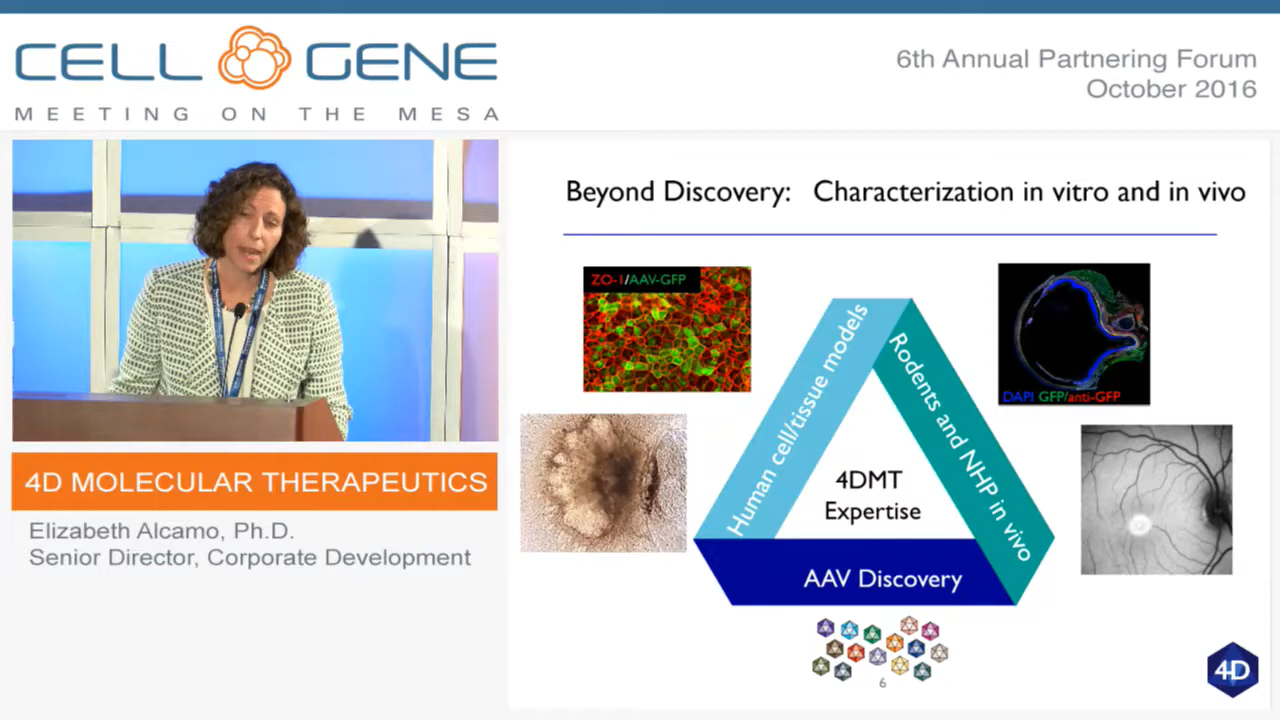 CELL GENE
MEETING ON THE MESA
6th Annual Partnering Forum
October 2016
4D MOLECULAR THERAPEUTICS
Elizabeth Alcamo, Ph.D.
Senior Director, Corporate Development
Beyond Discovery: Characterization in vitro and in vivo
ZO-1/AAV-GFP
DAPI GFP/anti-GFP
Human cell/tissue models
Rodents and NHP in vivo
4DMT
Expertise
AAV Discovery
6
4D